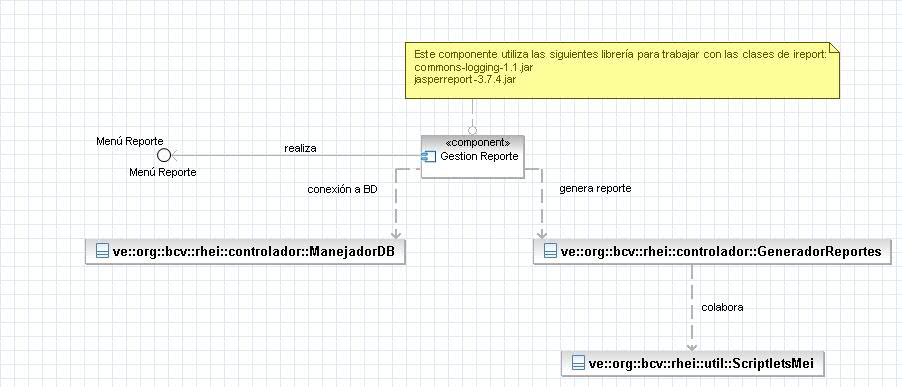 Este componente utiliza las siguientes librería para trabajar con las clases de ireport:
commons-logging-1.1.jar
jasperreport-3.7.4.jar
Menú Reporte
realiza
«component»
Gestion Reporte
Menú Reporte
conexión a BD
genera reporte
ve::org::bcv::rhei::controlador::ManejadorDB
ve::org::bcv::rhei::controlador::GeneradorReportes
colabora
ve::org::bcv::rhei::util::ScriptletsMei